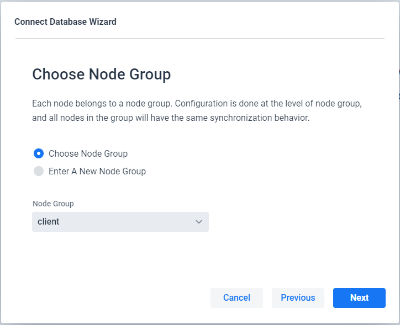 Connect Database Wizard
Choose Node Group
Each node belongs to a node group. Configuration is done at the level of node group,
and all nodes in the group will have the same synchronization behavior.
Choose Node Group
Enter A New Node Group
Node Group
client
Cancel
Previous
Next